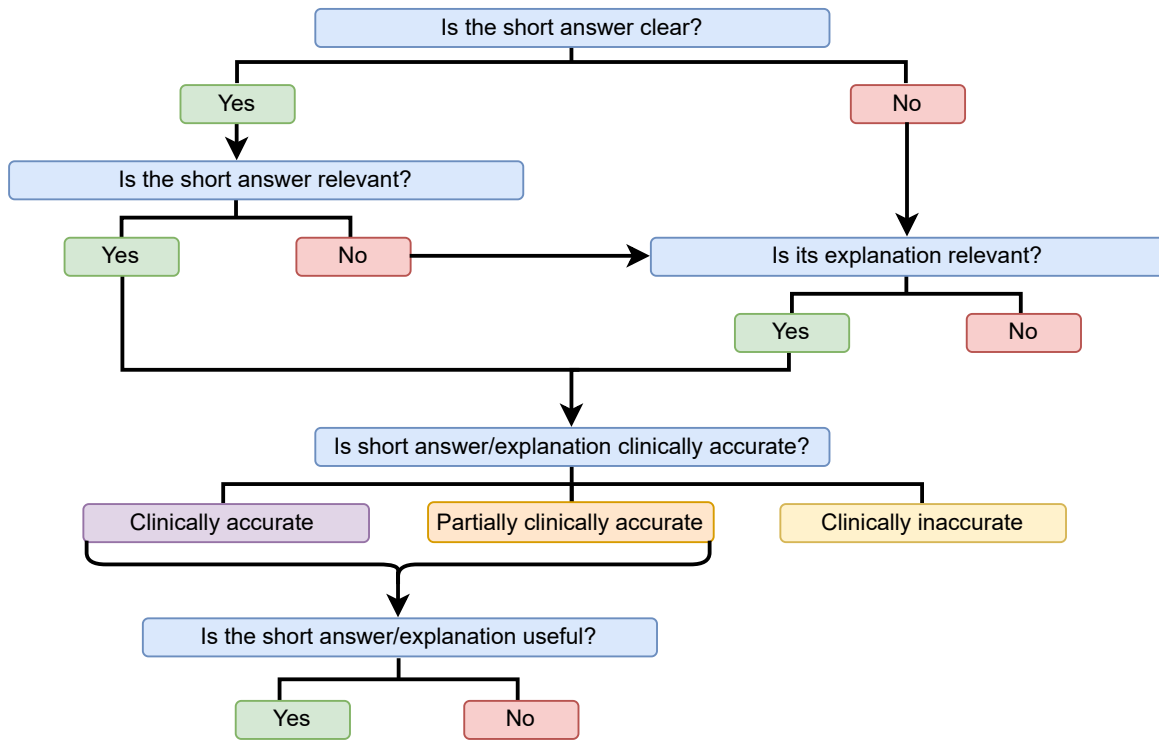 Is the short answer clear?
Yes
No
Is the short answer relevant?
Yes
No
Is its explanation relevant?
Yes
No
Is short answer/explanation clinically accurate?
Clinically accurate
Partially clinically accurate
Clinically inaccurate
Is the short answer/explanation useful?
Yes
No